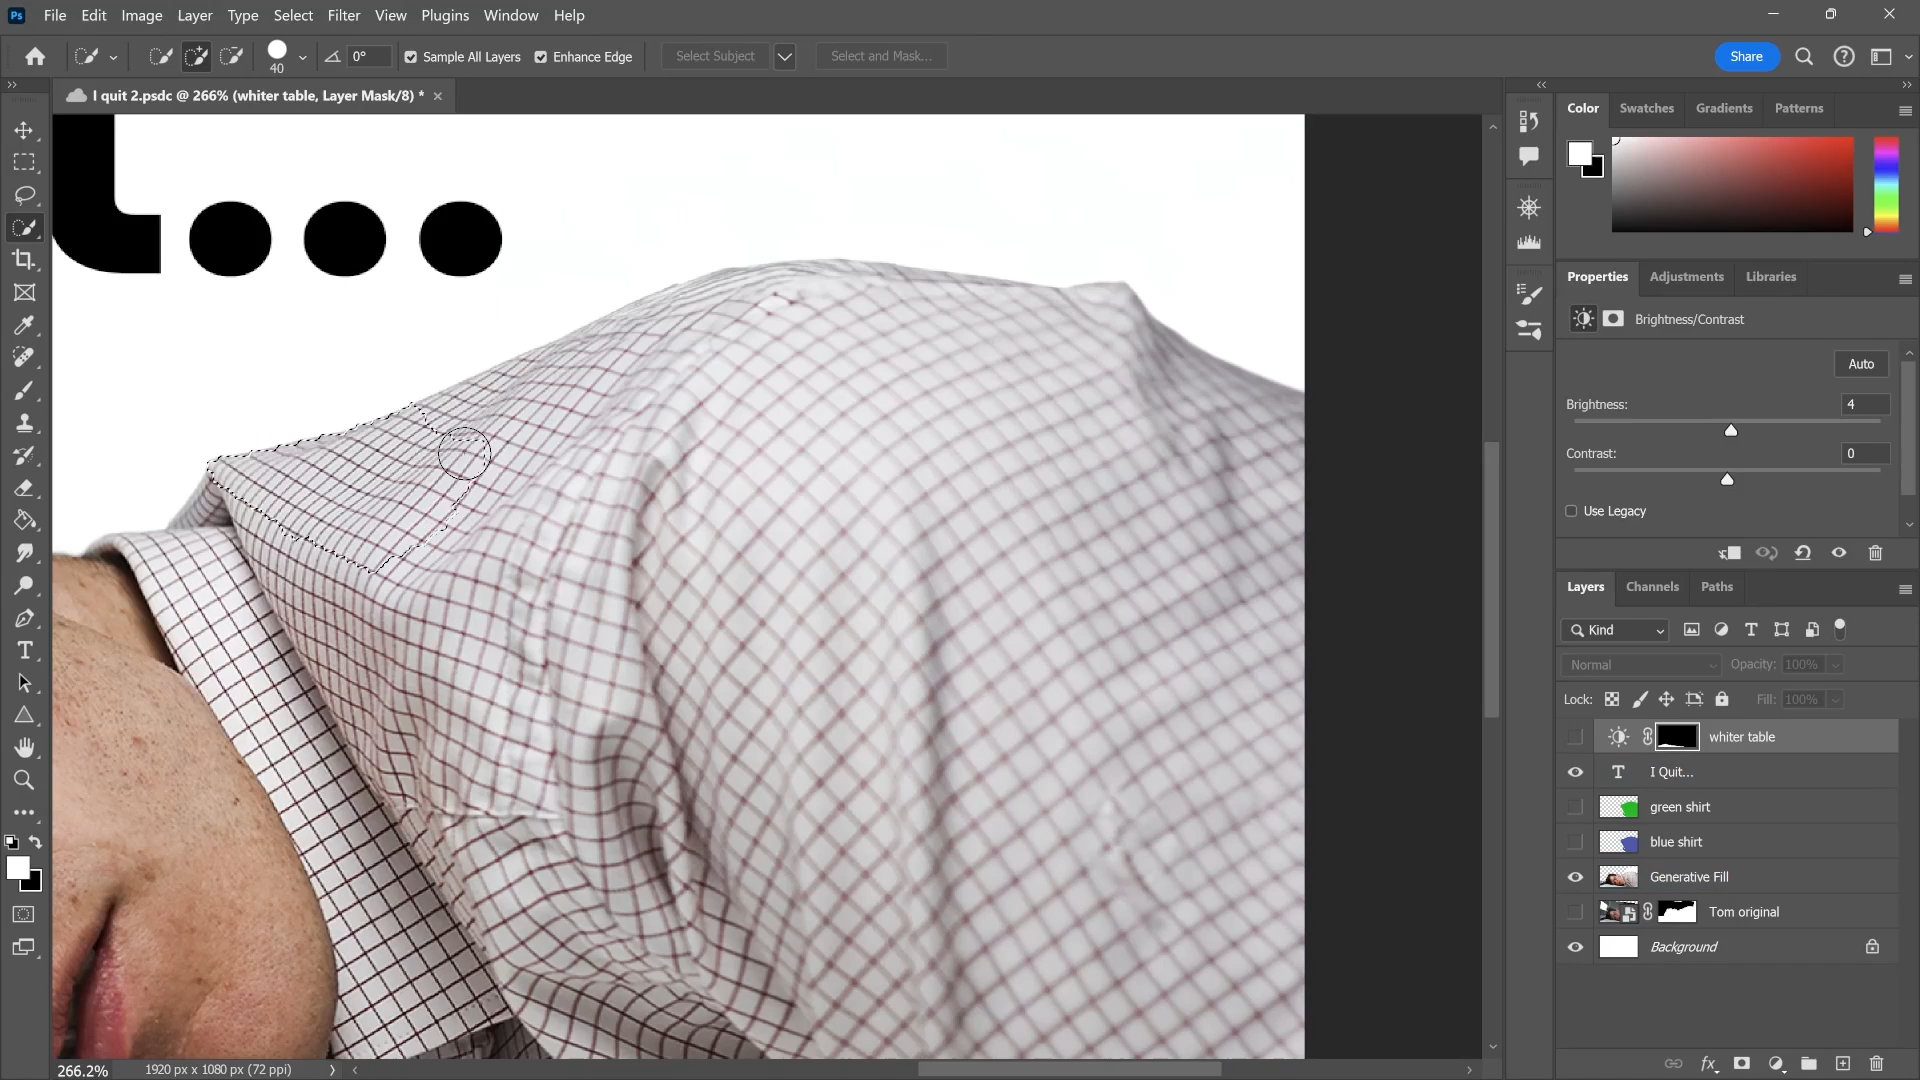 Ps File Edit Image Layer Type Select Filter View Plugins Window Help
40 0° Sample All Layers Enhance Edge Select Subject Select and Mask... Share
I quit 2.psdc @ 266% (whiter table, Layer Mask/8) *
t...
Color Swatches Gradients Patterns
Properties Adjustments Libraries
Brightness/Contrast
Auto
Brightness: 4
Contrast: 0
Use Legacy
Layers Channels Paths
Kind
Normal Opacity: 100%
Lock: Fill: 100%
whiter table
T I Quit...
green shirt
blue shirt
Generative Fill
Tom original
Background
fx
266.2% 1920 px x 1080 px (72 ppi)